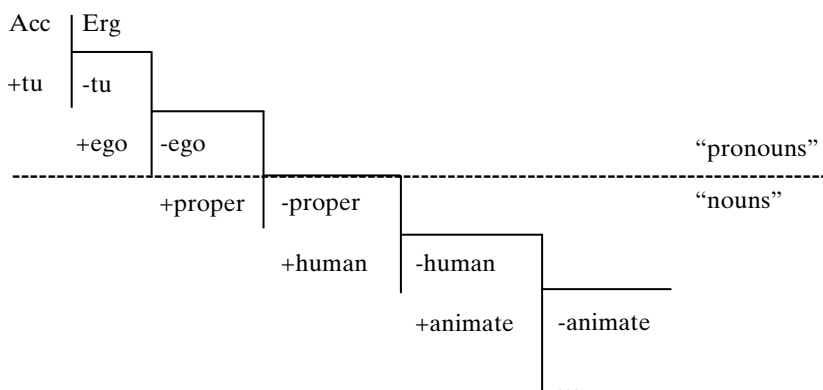 Acc Erg
+tu -tu
+ego -ego “pronouns”
+proper -proper “nouns”
+human -human
+animate -animate
...